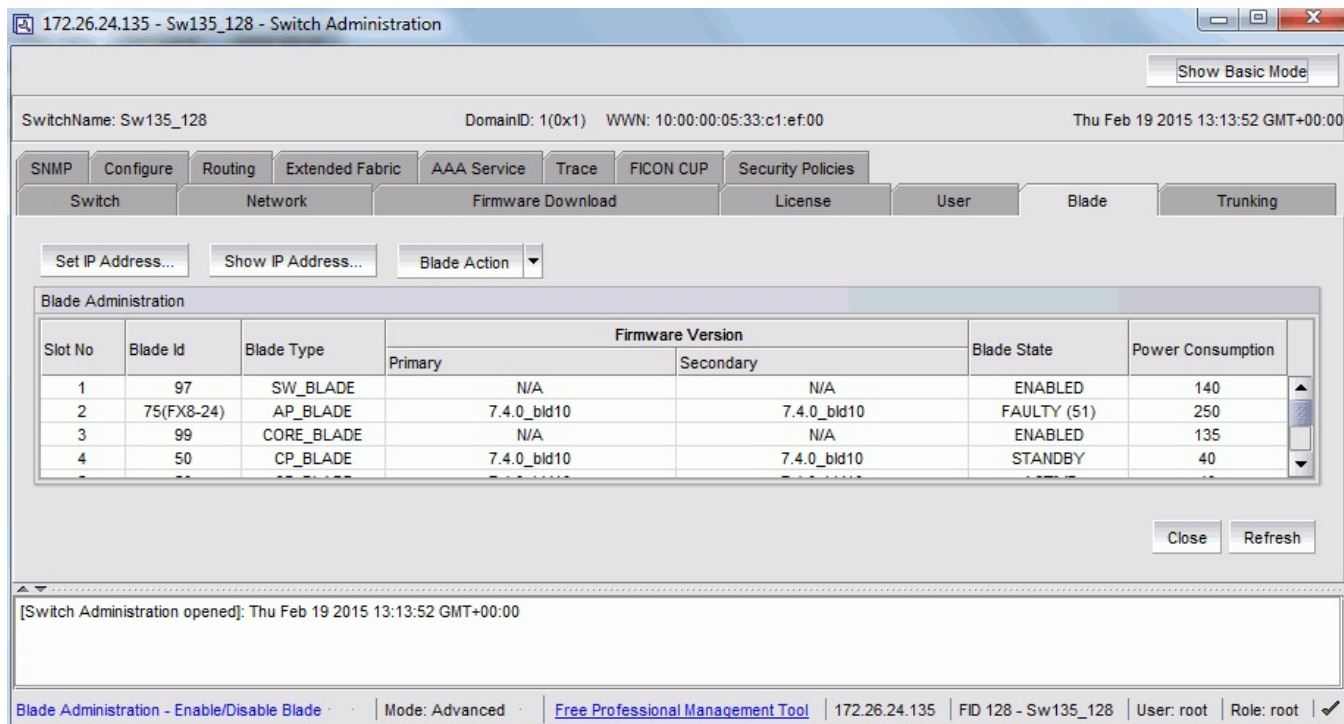 172.26.24.135 - Sw135_128 - Switch Administration
Show Basic Mode
SwitchName: Sw135_128 DomainID: 1(0x1) WWN: 10:00:00:05:33:c1:ef:00 Thu Feb 19 2015 13:13:52 GMT+00:00
SNMP Configure Routing Extended Fabric AAA Service Trace FICON CUP Security Policies
Switch Network Firmware Download License User Blade Trunking
Set IP Address... Show IP Address... Blade Action
Blade Administration
Slot No Blade Id Blade Type Firmware Version Blade State Power Consumption
Primary Secondary
1 97 SW_BLADE N/A N/A ENABLED 140
2 75(FX8-24) AP_BLADE 7.4.0_bld10 7.4.0_bld10 FAULTY (51) 250
3 99 CORE_BLADE N/A N/A ENABLED 135
4 50 CP_BLADE 7.4.0_bld10 7.4.0_bld10 STANDBY 40
Close Refresh
[Switch Administration opened]: Thu Feb 19 2015 13:13:52 GMT+00:00
Blade Administration - Enable/Disable Blade Mode: Advanced Free Professional Management Tool 172.26.24.135 FID 128 - Sw135_128 User: root Role: root